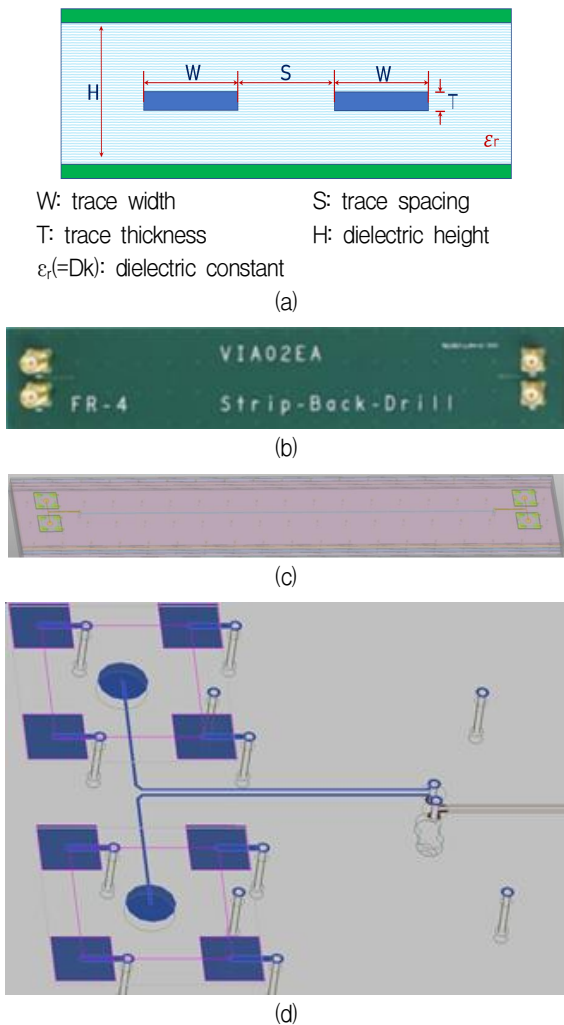 W S W
H
T
εr
W: trace width S: trace spacing
T: trace thickness H: dielectric height
εr(=Dk): dielectric constant
(a)
VIA02EA
FR-4 Strip-Back-Drill
(b)
(c)
(d)